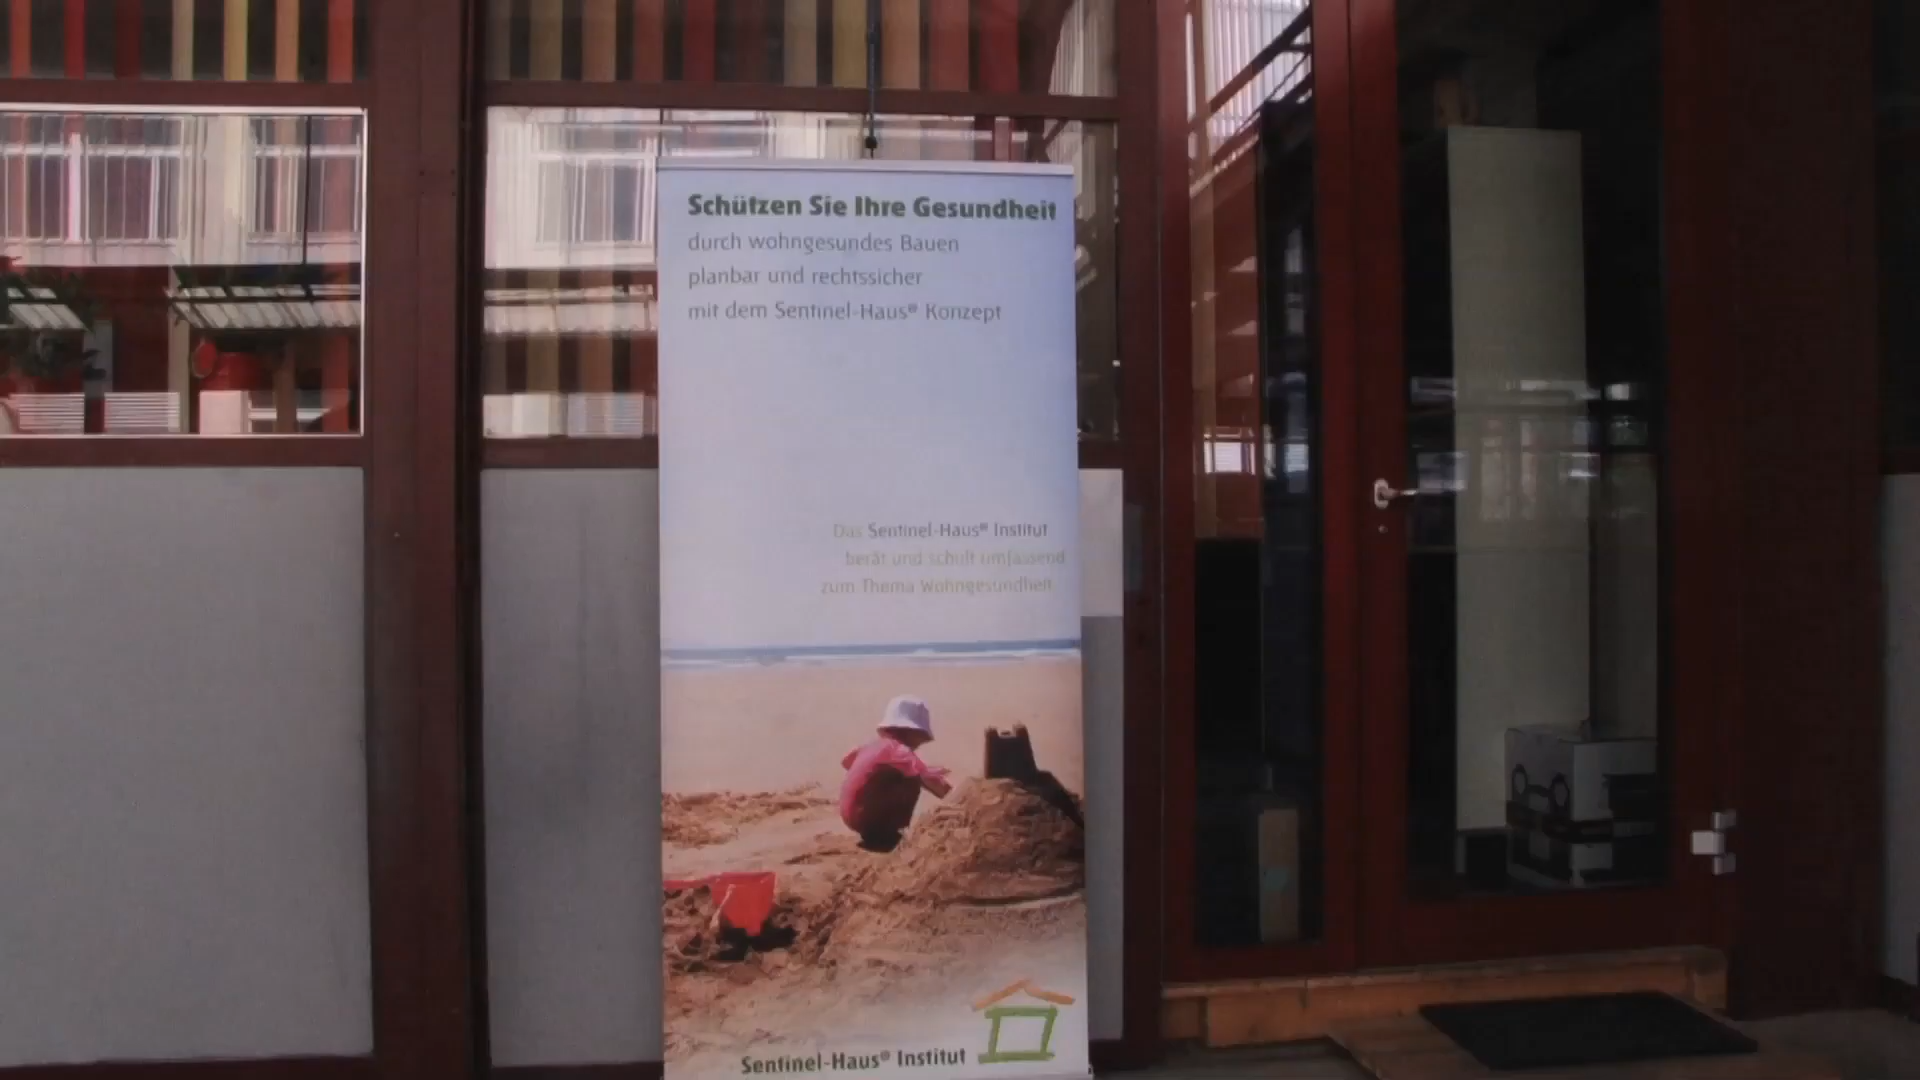 Schützen Sie Ihre Gesundheit
durch wohngesundes Bauen
planbar und rechtssicher
mit dem Sentinel-Haus® Konzept
Das Sentinel-Haus® Institut
berät und schult umfassend
zum Thema Wohngesundheit
Sentinel-Haus® Institut